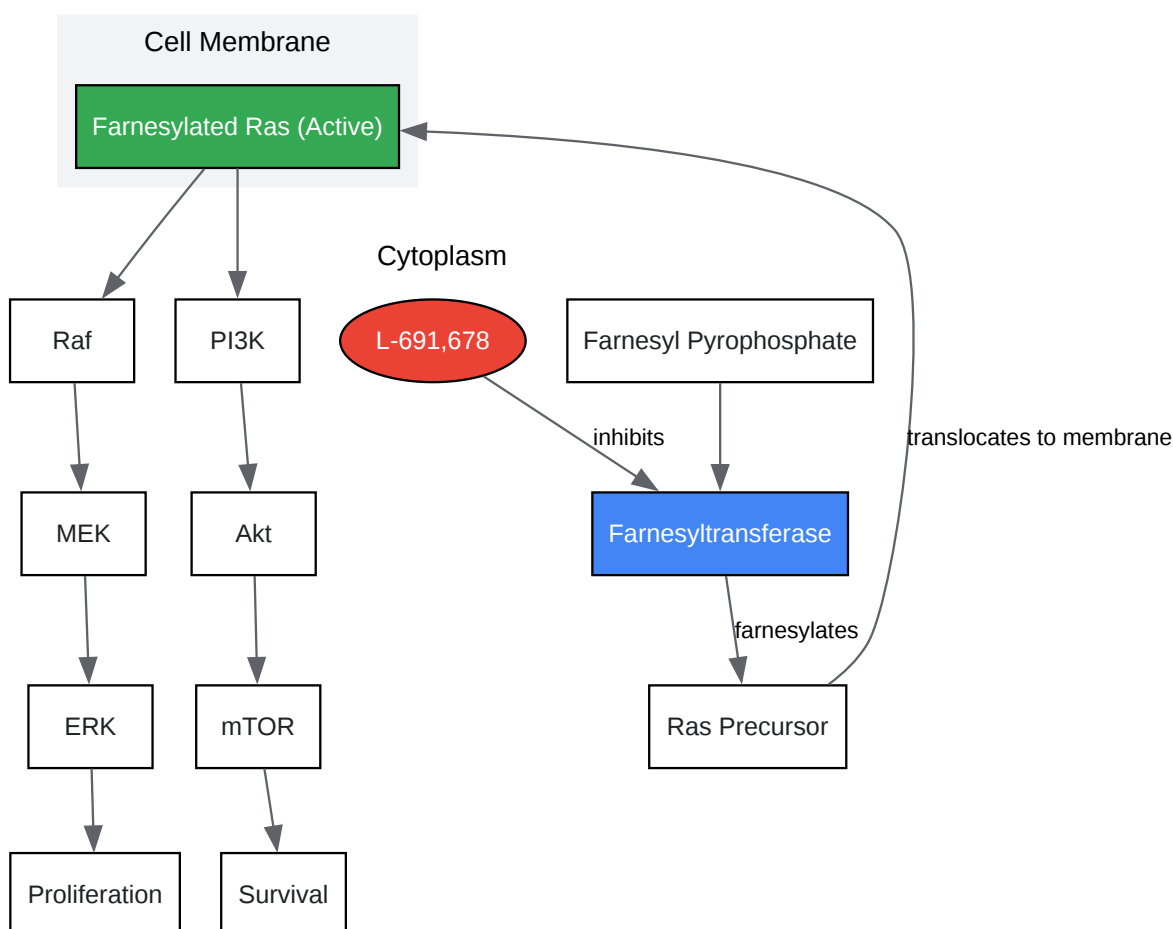 Cell Membrane
Farnesylated Ras (Active)
Cytoplasm
Raf
PI3K
L-691,678
Farnesyl Pyrophosphate
inhibits
translocates to membrane
MEK
Akt
Farnesyltransferase
farnesylates
ERK
mTOR
Ras Precursor
Proliferation
Survival